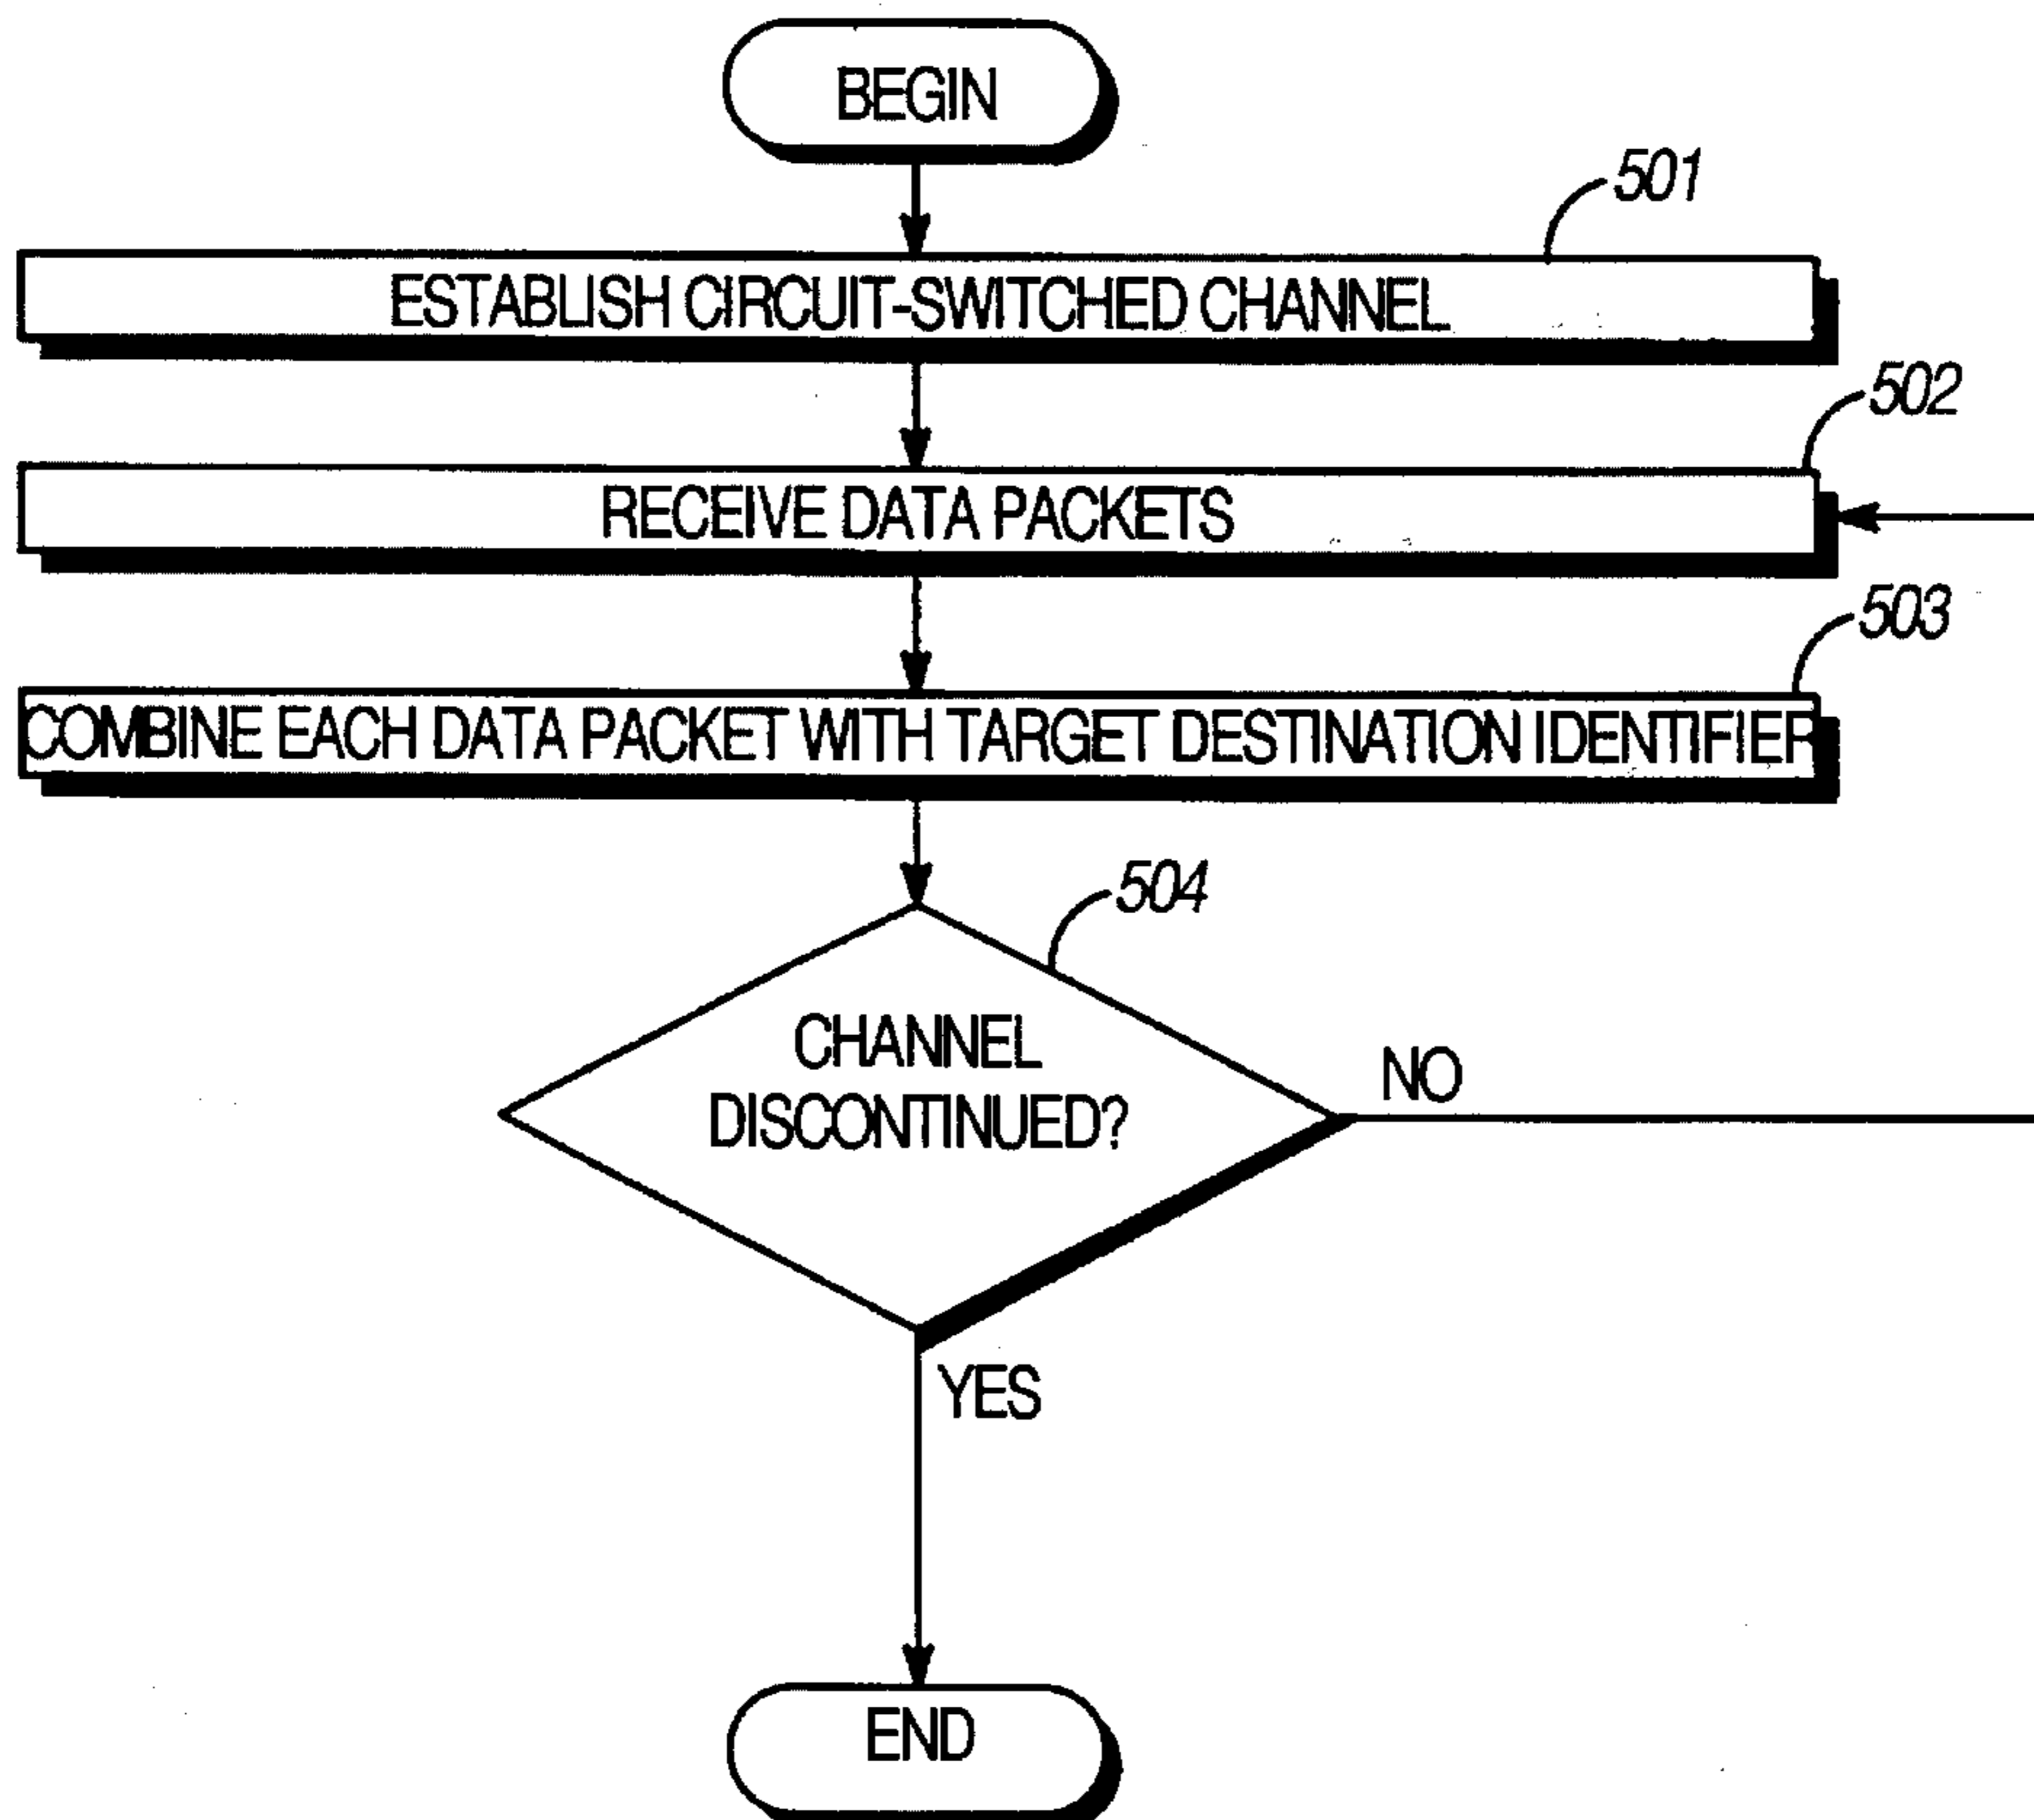 BEGIN
501
ESTABLISH CIRCUIT-SWITCHED CHANNEL
502
RECEIVE DATA PACKETS
503
COMBINE EACH DATA PACKET WITH TARGET DESTINATION IDENTIFIER
504
CHANNEL
DISCONTINUED?
NO
YES
END